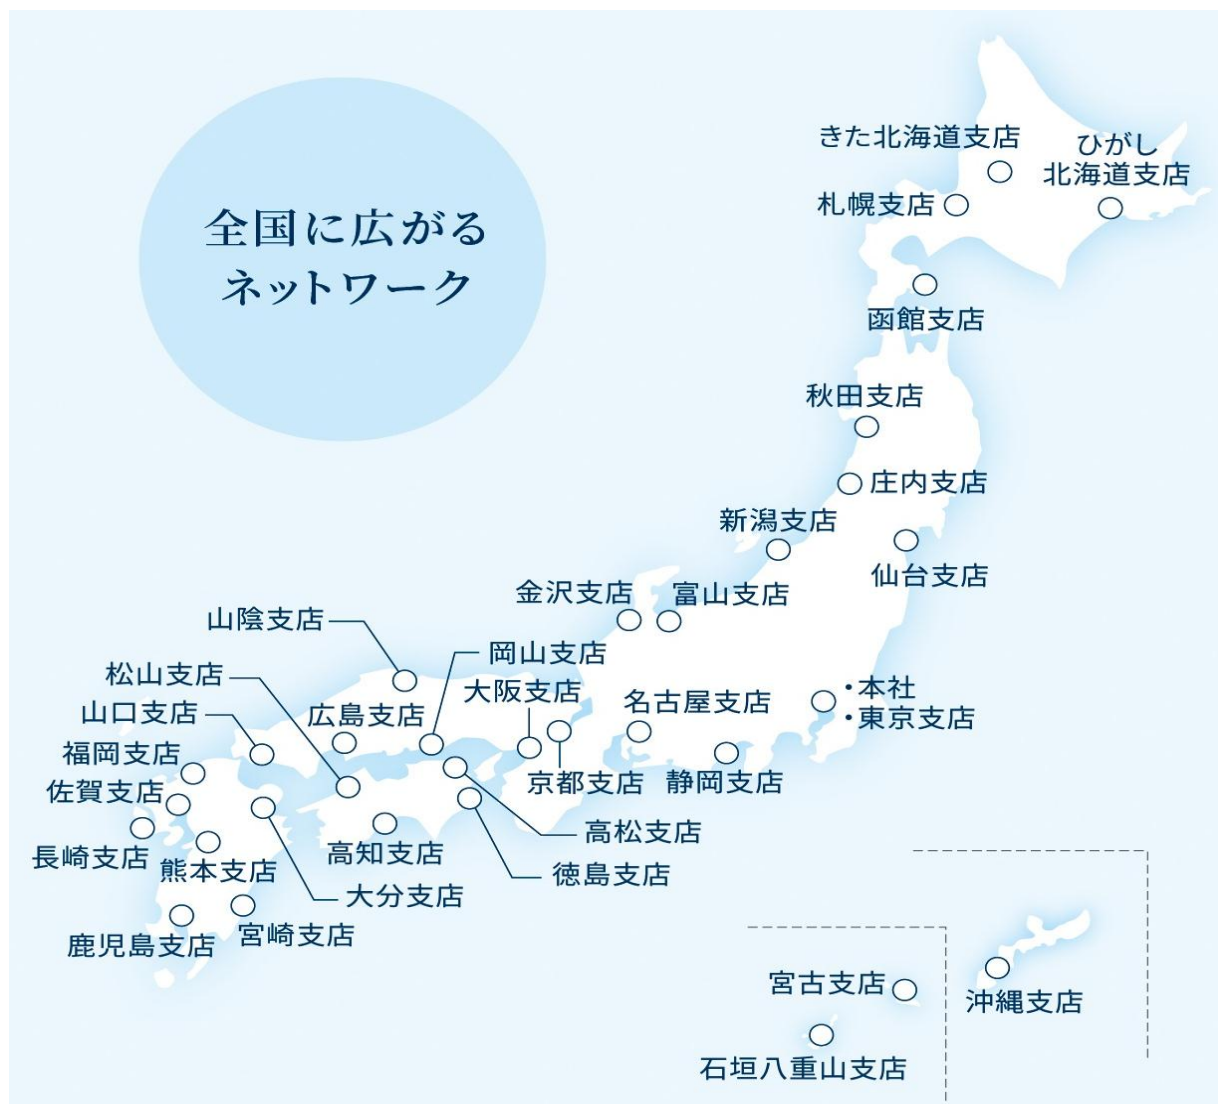 全国に広がる
ネットワーク
きた北海道支店
ひがし
北海道支店
札幌支店
函館支店
秋田支店
庄内支店
新潟支店
仙台支店
金沢支店
富山支店
山陰支店
岡山支店
松山支店
大阪支店
名古屋支店
・本社
・東京支店
山口支店
広島支店
福岡支店
京都支店
静岡支店
佐賀支店
高松支店
長崎支店
熊本支店
高知支店
徳島支店
大分支店
鹿児島支店
宮崎支店
宮古支店
沖縄支店
石垣八重山支店